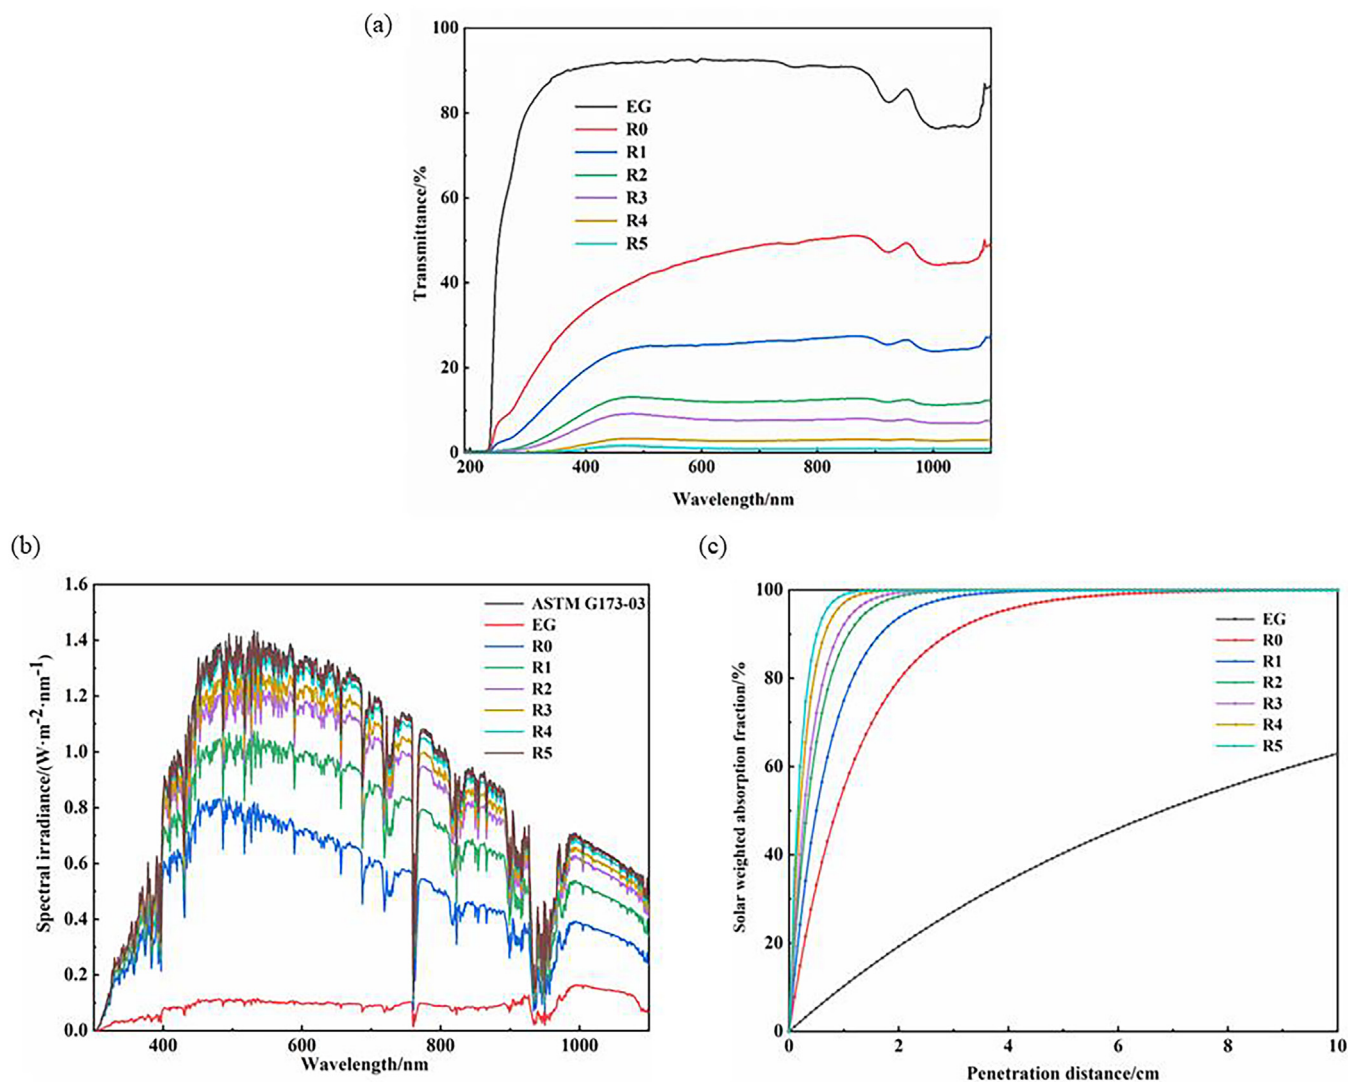 (a)
100
80
60
40
20
0
Transmittance/%
EG
R0
R1
R2
R3
R4
R5
200 400 600 800 1000
Wavelength/nm
(b)
1.6
1.4
1.2
1.0
0.8
0.6
0.4
0.2
0.0
Spectral irradiance/(W·m⁻²·nm⁻¹)
ASTM G173-03
EG
R0
R1
R2
R3
R4
R5
400 600 800 1000
Wavelength/nm
(c)
100
80
60
40
20
0
Solar weighted absorption fraction/%
EG
R0
R1
R2
R3
R4
R5
0 2 4 6 8 10
Penetration distance/cm